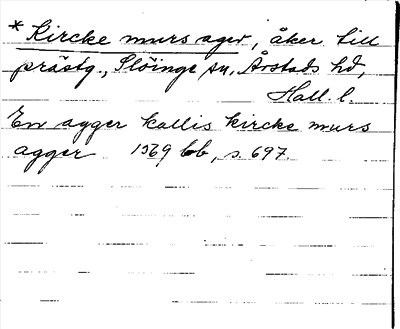 * Kircke murs ager, åker till
prästg., Slöinge sn, Årstads hd,
Hall. l.
En agger kallis kircke murs
agger 1569 lb, s. 697.